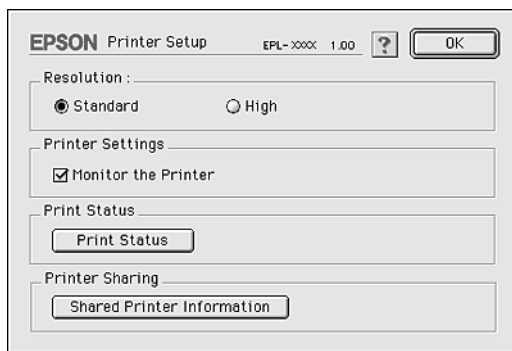 EPSON Printer Setup EPL-XXXX 1.00 ? OK
Resolution :
Standard High
Printer Settings
Monitor the Printer
Print Status
Print Status
Printer Sharing
Shared Printer Information